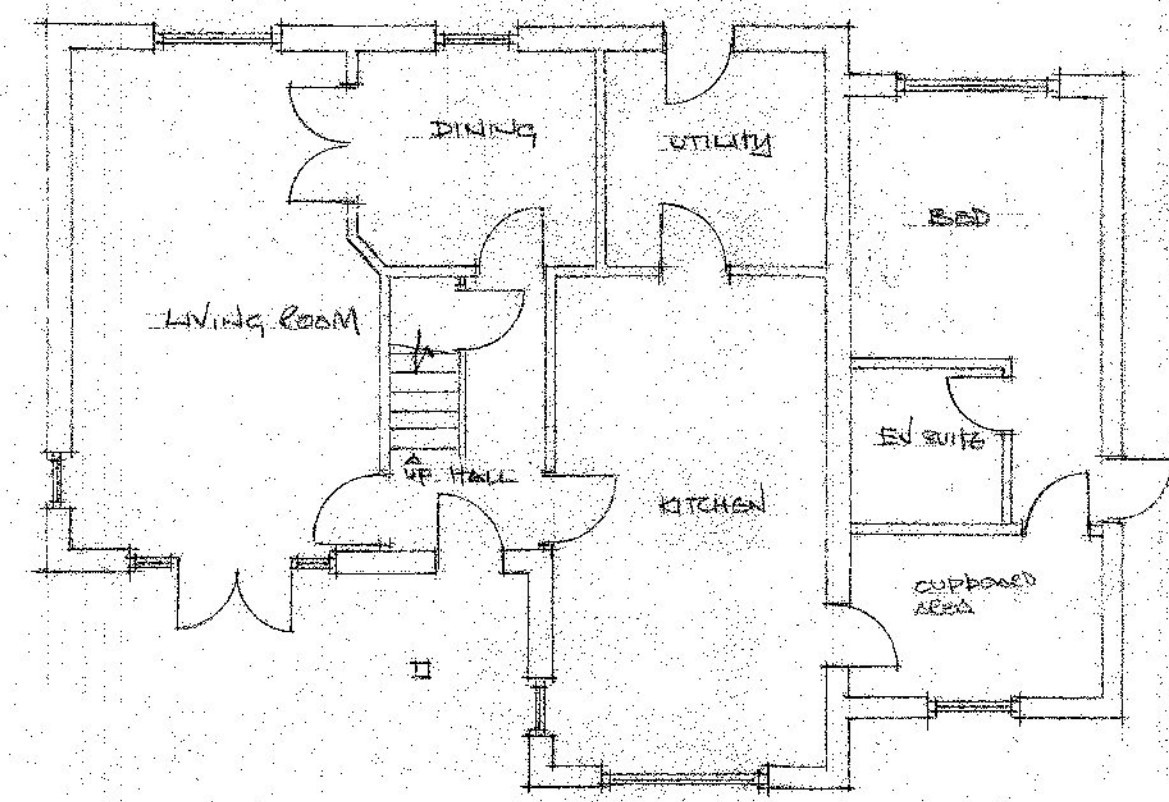 DINING
UTILITY
BED
LIVING ROOM
EN SUITE
UP. HALL
KITCHEN
CUPBOARD
AREA